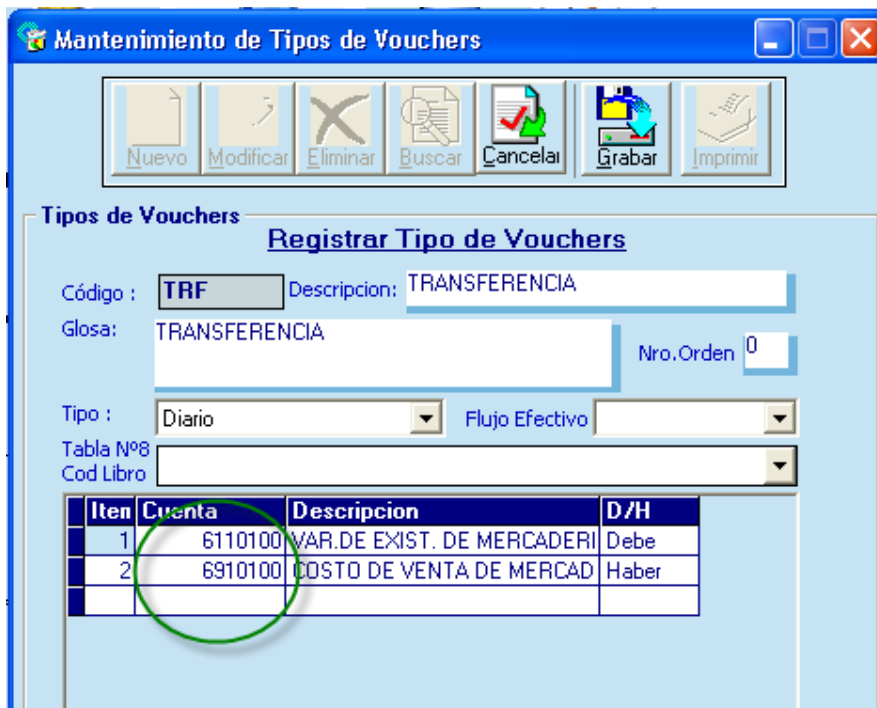 Mantenimiento de Tipos de Vouchers
Nuevo Modificar Eliminar Buscar Cancelar Grabar Imprimir
Tipos de Vouchers
Registrar Tipo de Vouchers
Código : TRF Descripcion: TRANSFERENCIA
Glosa: TRANSFERENCIA
Nro.Orden 0
Tipo : Diario Flujo Efectivo
Tabla Nº8
Cod Libro
Iten Cuenta Descripcion D/H
1 6110100 VAR.DE EXIST. DE MERCADERI Debe
2 6910100 COSTO DE VENTA DE MERCAD Haber